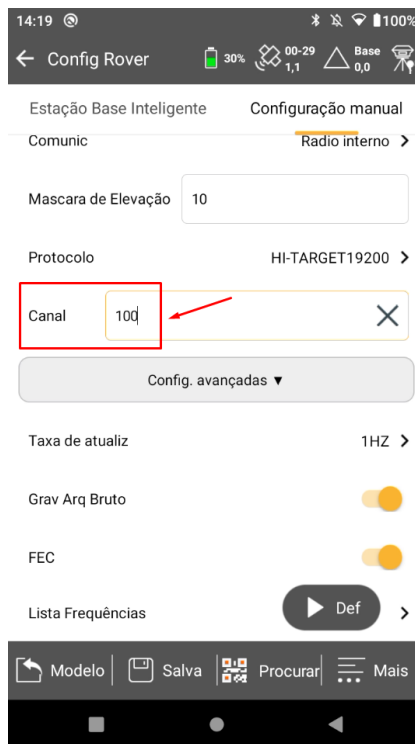 14:19 100%
Config Rover 30% 00-29 1,1 Base 0,0
Estação Base Inteligente Configuração manual
Comunic Radio interno
Mascara de Elevação 10
Protocolo HI-TARGET19200
Canal 100
Config. avançadas ▼
Taxa de atualiz 1HZ
Grav Arq Bruto
FEC
Lista Frequências Def
Modelo Salva Procurar Mais